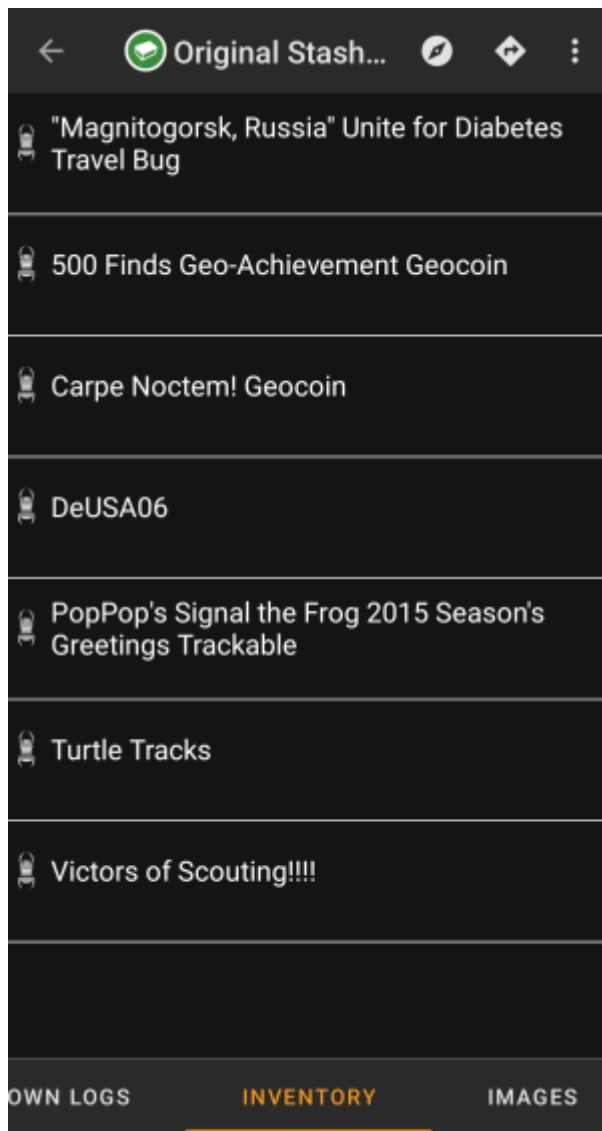 Original Stash...
"Magnitogorsk, Russia" Unite for Diabetes
Travel Bug
500 Finds Geo-Achievement Geocoin
Carpe Noctem! Geocoin
DeUSA06
PopPop's Signal the Frog 2015 Season's
Greetings Trackable
Turtle Tracks
Victors of Scouting!!!!
OWN LOGS
INVENTORY
IMAGES